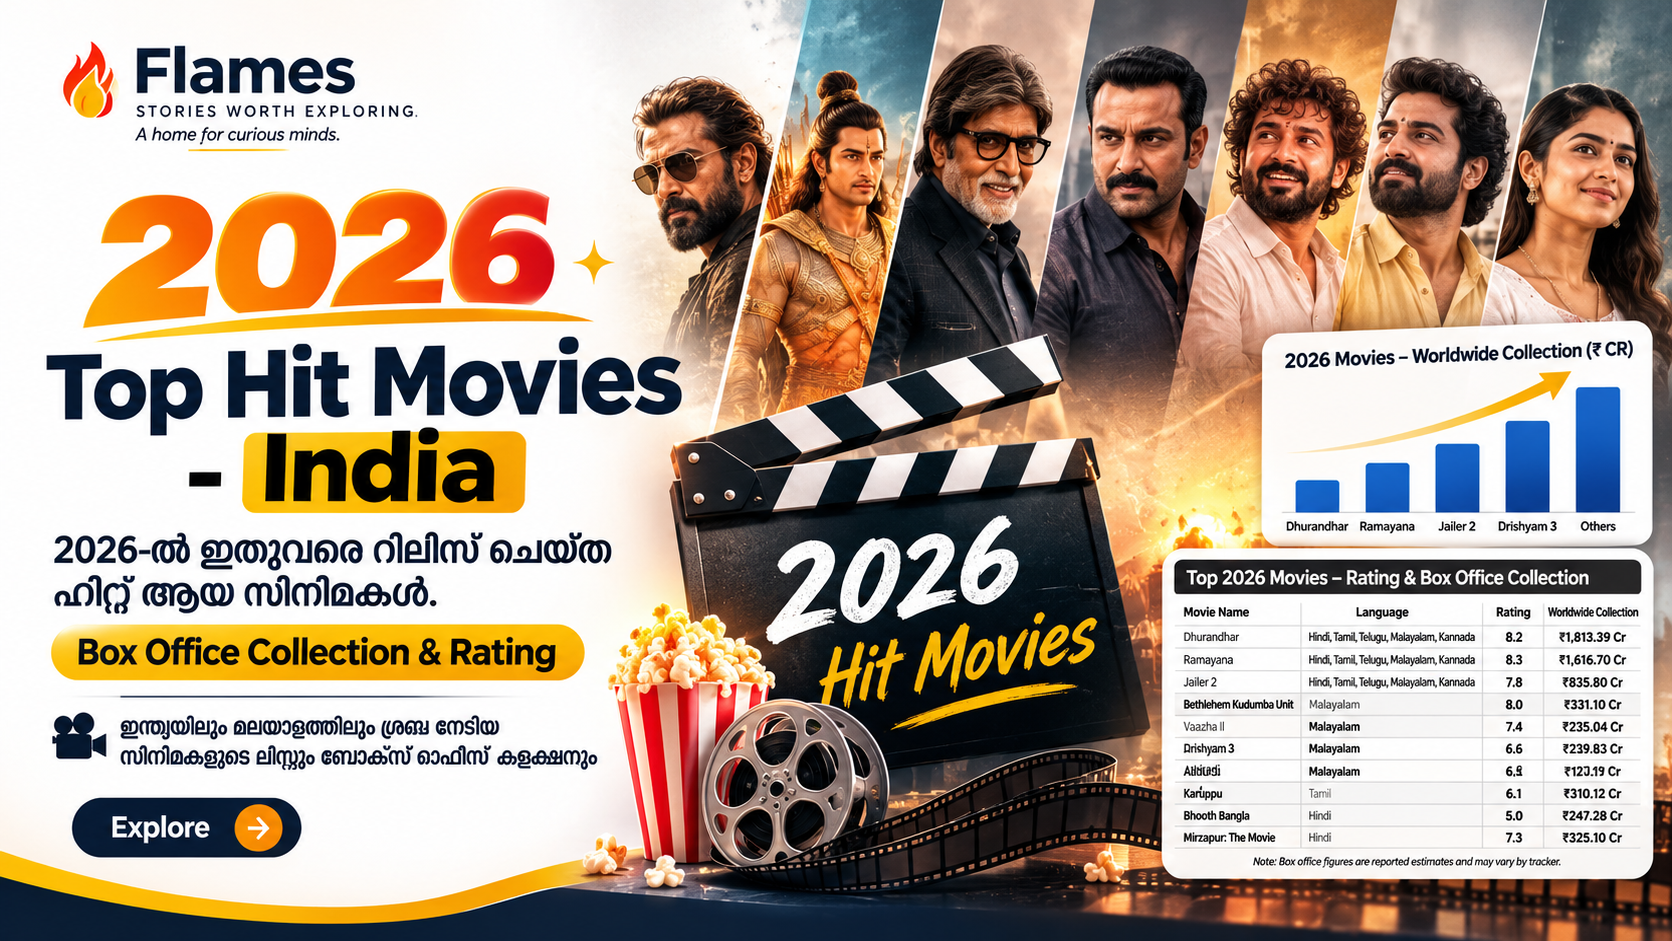 Flames
STORIES WORTH EXPLORING.
A home for curious minds.
2026
Top Hit Movies
- India
2026-ൽ ഇതുവരെ റിലിസ് ചെയ്ത
ഹിറ്റ് ആയ സിനിമകൾ.
Box Office Collection & Rating
ഇന്ത്യയിലും മലയാളത്തിലും ശ്രദ്ധ നേടിയ
സിനിമകളുടെ ലിസ്റ്റും ബോക്സ് ഓഫീസ് കളക്ഷനും
Explore
2026
Hit Movies
2026 Movies – Worldwide Collection (₹ CR)
Dhurandhar Ramayana Jailer 2 Drishyam 3 Others
Top 2026 Movies – Rating & Box Office Collection
Movie Name Language Rating Worldwide Collection
Dhurandhar Hindi, Tamil, Telugu, Malayalam, Kannada 8.2 ₹1,813.39 Cr
Ramayana Hindi, Tamil, Telugu, Malayalam, Kannada 8.3 ₹1,616.70 Cr
Jailer 2 Hindi, Tamil, Telugu, Malayalam, Kannada 7.8 ₹835.80 Cr
Bethlehem Kudumba Unit Malayalam 8.0 ₹331.10 Cr
Vaazha II Malayalam 7.4 ₹235.04 Cr
Drishyam 3 Malayalam 6.6 ₹239.83 Cr
Malayalam Cr
Karuppu Tamil 6.1 ₹310.12 Cr
Bhooth Bangla Hindi 5.0 ₹247.28 Cr
Mirzapur: The Movie Hindi 7.3 ₹325.10 Cr
Note: Box office figures are reported estimates and may vary by tracker.